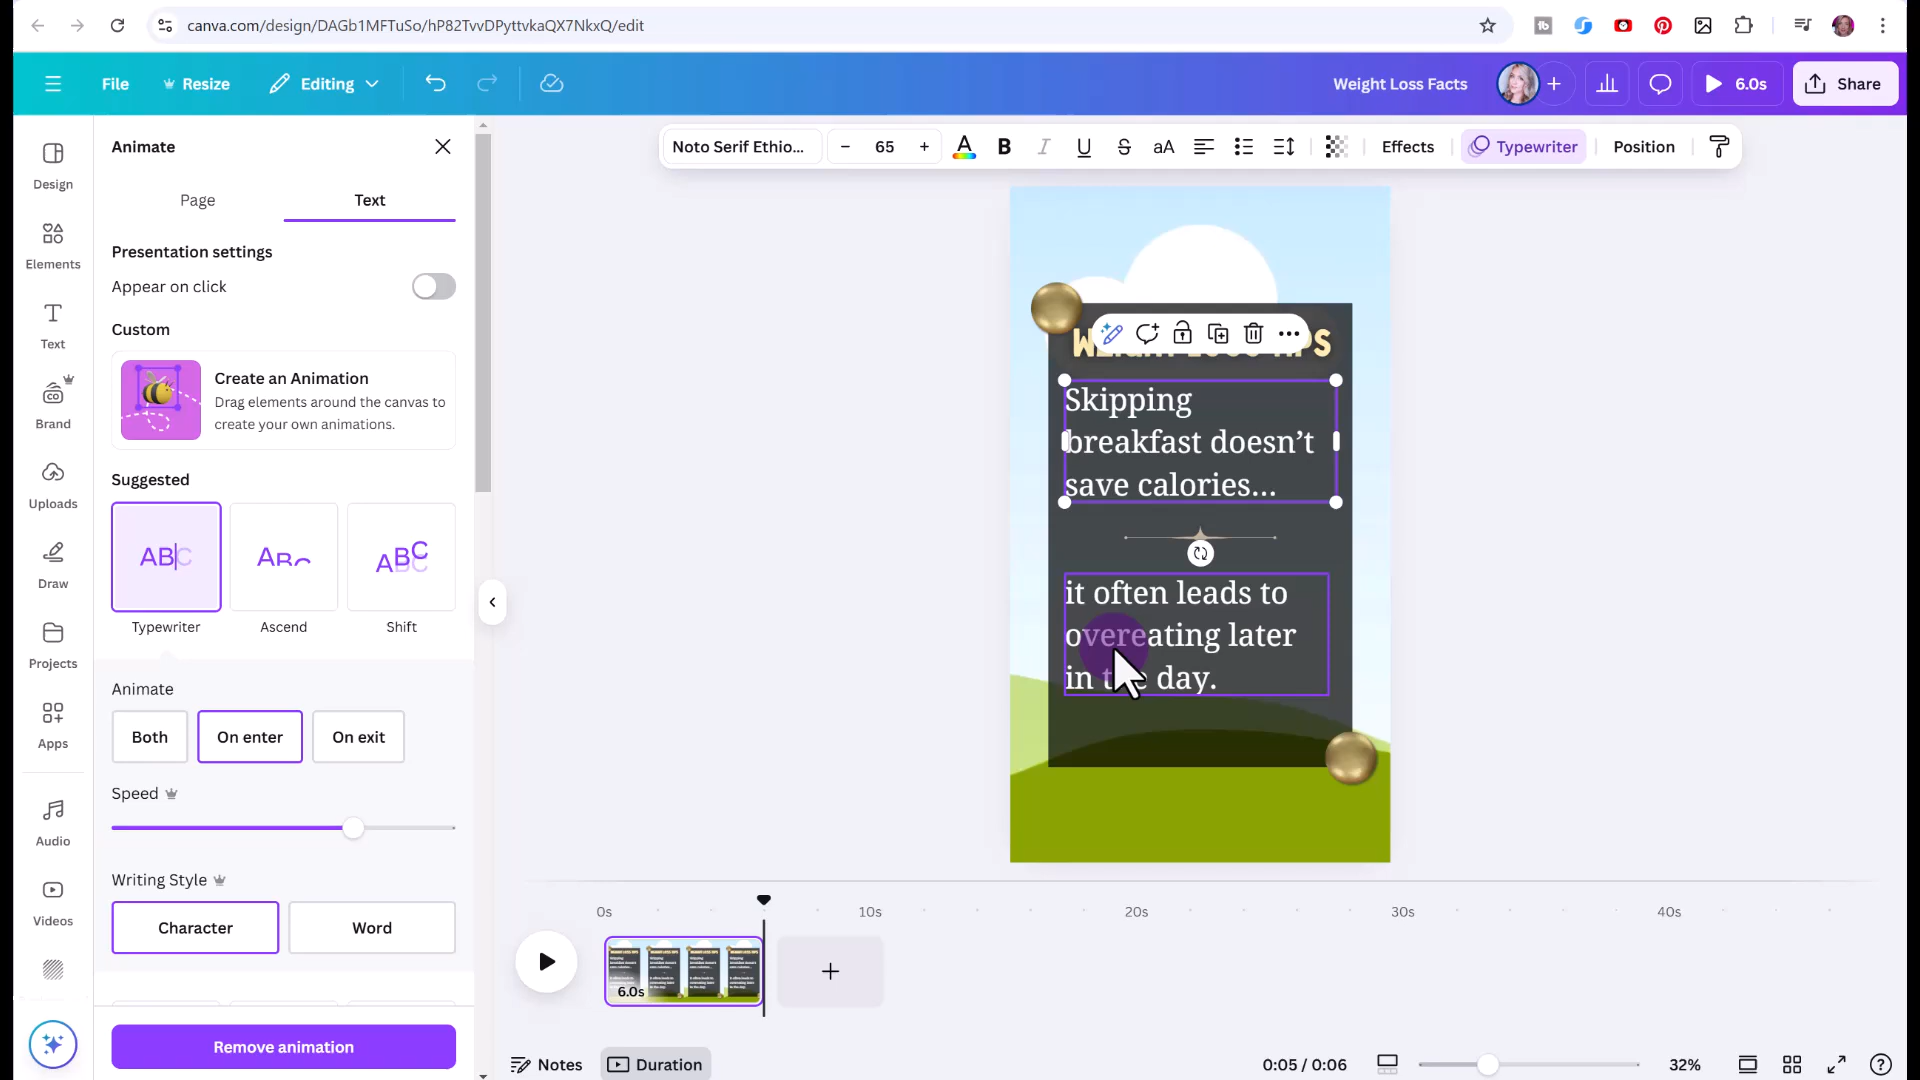 canva.com/design/DAGb1MFTuSo/hP82TvvDPyttvkaQX7NkxQ/edit
File
Resize
Editing
Weight Loss Facts
6.0s
Share
Design
Elements
Text
Brand
Uploads
Draw
Projects
Apps
Audio
Videos
Animate
Page
Text
Presentation settings
Appear on click
Custom
Create an Animation
Drag elements around the canvas to
create your own animations.
Suggested
Typewriter
Ascend
Shift
Animate
Both
On enter
On exit
Speed
Writing Style
Character
Word
Remove animation
Noto Serif Ethio...
65
aA
Effects
Typewriter
Position
Skipping
breakfast doesn’t
save calories...
it often leads to
overeating later
in the day.
0s
10s
20s
30s
40s
6.0s
Notes
Duration
0:05 / 0:06
32%